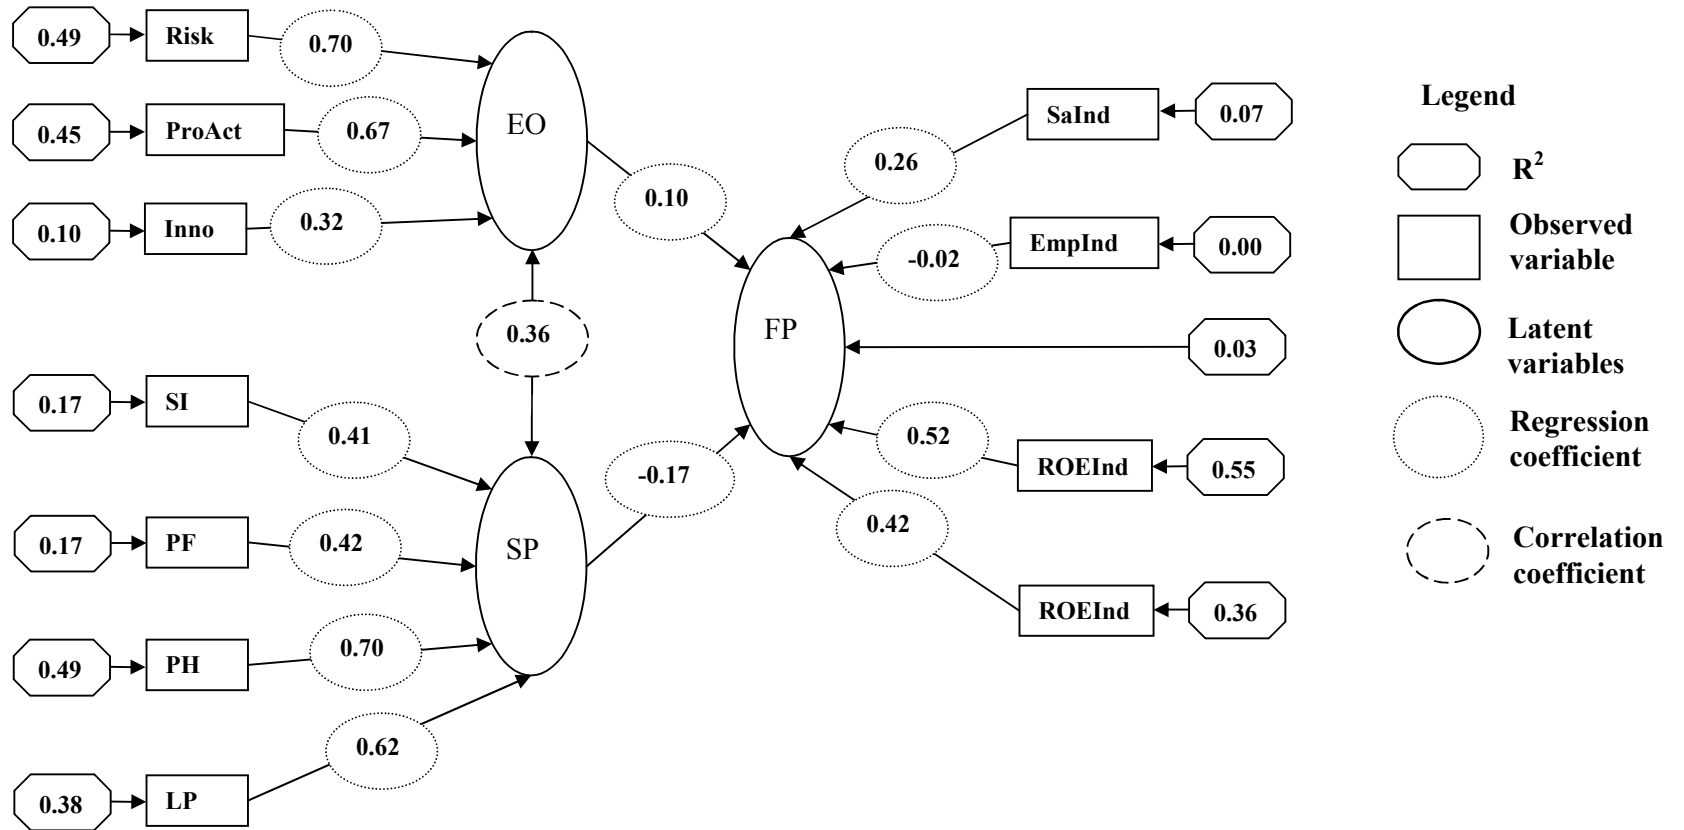 0.49 Risk 0.70
0.45 ProAct 0.67
0.10 Inno 0.32
EO
0.36
0.17 SI 0.41
0.17 PF 0.42
0.49 PH 0.70
0.38 LP 0.62
SP
0.10
-0.17
FP
0.26 SaInd 0.07
-0.02 EmpInd 0.00
0.03
0.52 ROEInd 0.55
0.42 ROEInd 0.36
Legend
R²
Observed
variable
Latent
variables
Regression
coefficient
Correlation
coefficient